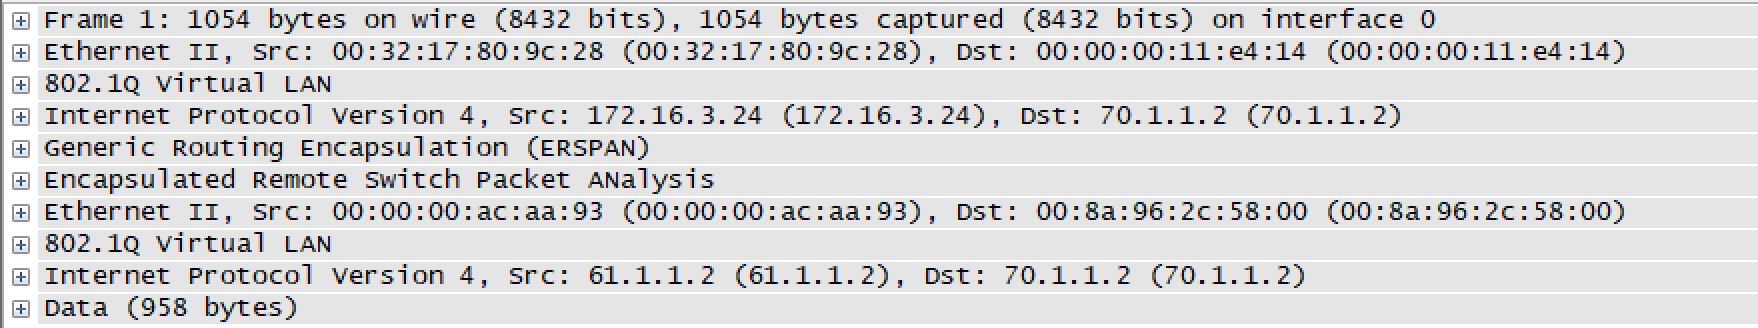 Frame 1: 1054 bytes on wire (8432 bits), 1054 bytes captured (8432 bits) on interface 0
Ethernet II, Src: 00:32:17:80:9c:28 (00:32:17:80:9c:28), Dst: 00:00:00:11:e4:14 (00:00:00:11:e4:14)
802.1Q Virtual LAN
Internet Protocol Version 4, Src: 172.16.3.24 (172.16.3.24), Dst: 70.1.1.2 (70.1.1.2)
Generic Routing Encapsulation (ERSPAN)
Encapsulated Remote Switch Packet ANalysis
Ethernet II, Src: 00:00:00:ac:aa:93 (00:00:00:ac:aa:93), Dst: 00:8a:96:2c:58:00 (00:8a:96:2c:58:00)
802.1Q Virtual LAN
Internet Protocol Version 4, Src: 61.1.1.2 (61.1.1.2), Dst: 70.1.1.2 (70.1.1.2)
Data (958 bytes)